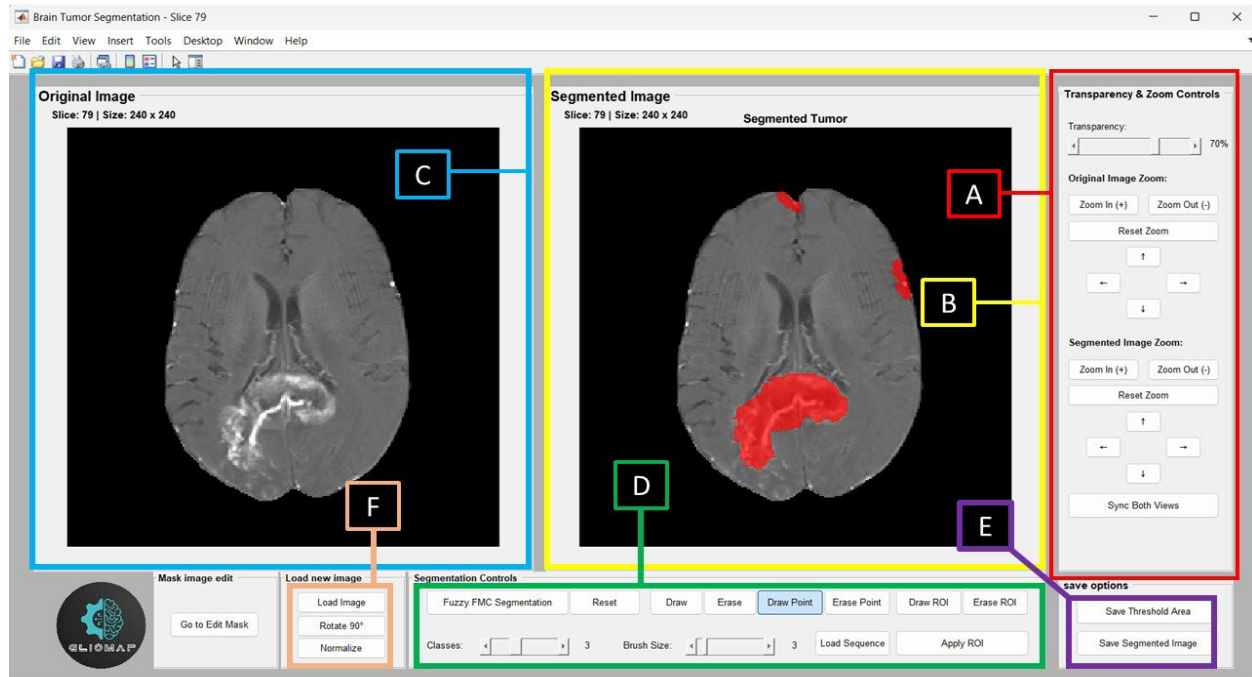 Brain Tumor Segmentation - Slice 79
File Edit View Insert Tools Desktop Window Help
Original Image
Slice: 79 | Size: 240 x 240
C
Segmented Image
Slice: 79 | Size: 240 x 240
Segmented Tumor
A
B
Transparency & Zoom Controls
Transparency:
70%
Original Image Zoom:
Zoom In (+) Zoom Out (-)
Reset Zoom
↑
← →
↓
Segmented Image Zoom:
Zoom In (+) Zoom Out (-)
Reset Zoom
↑
← →
↓
Sync Both Views
F
D
E
GLIOMAP
Mask image edit
Go to Edit Mask
Load new image
Load Image
Rotate 90°
Normalize
Segmentation Controls
Fuzzy FMC Segmentation Reset Draw Erase Draw Point Erase Point Draw ROI Erase ROI
Classes: 3 Brush Size: 3 Load Sequence Apply ROI
save options
Save Threshold Area
Save Segmented Image